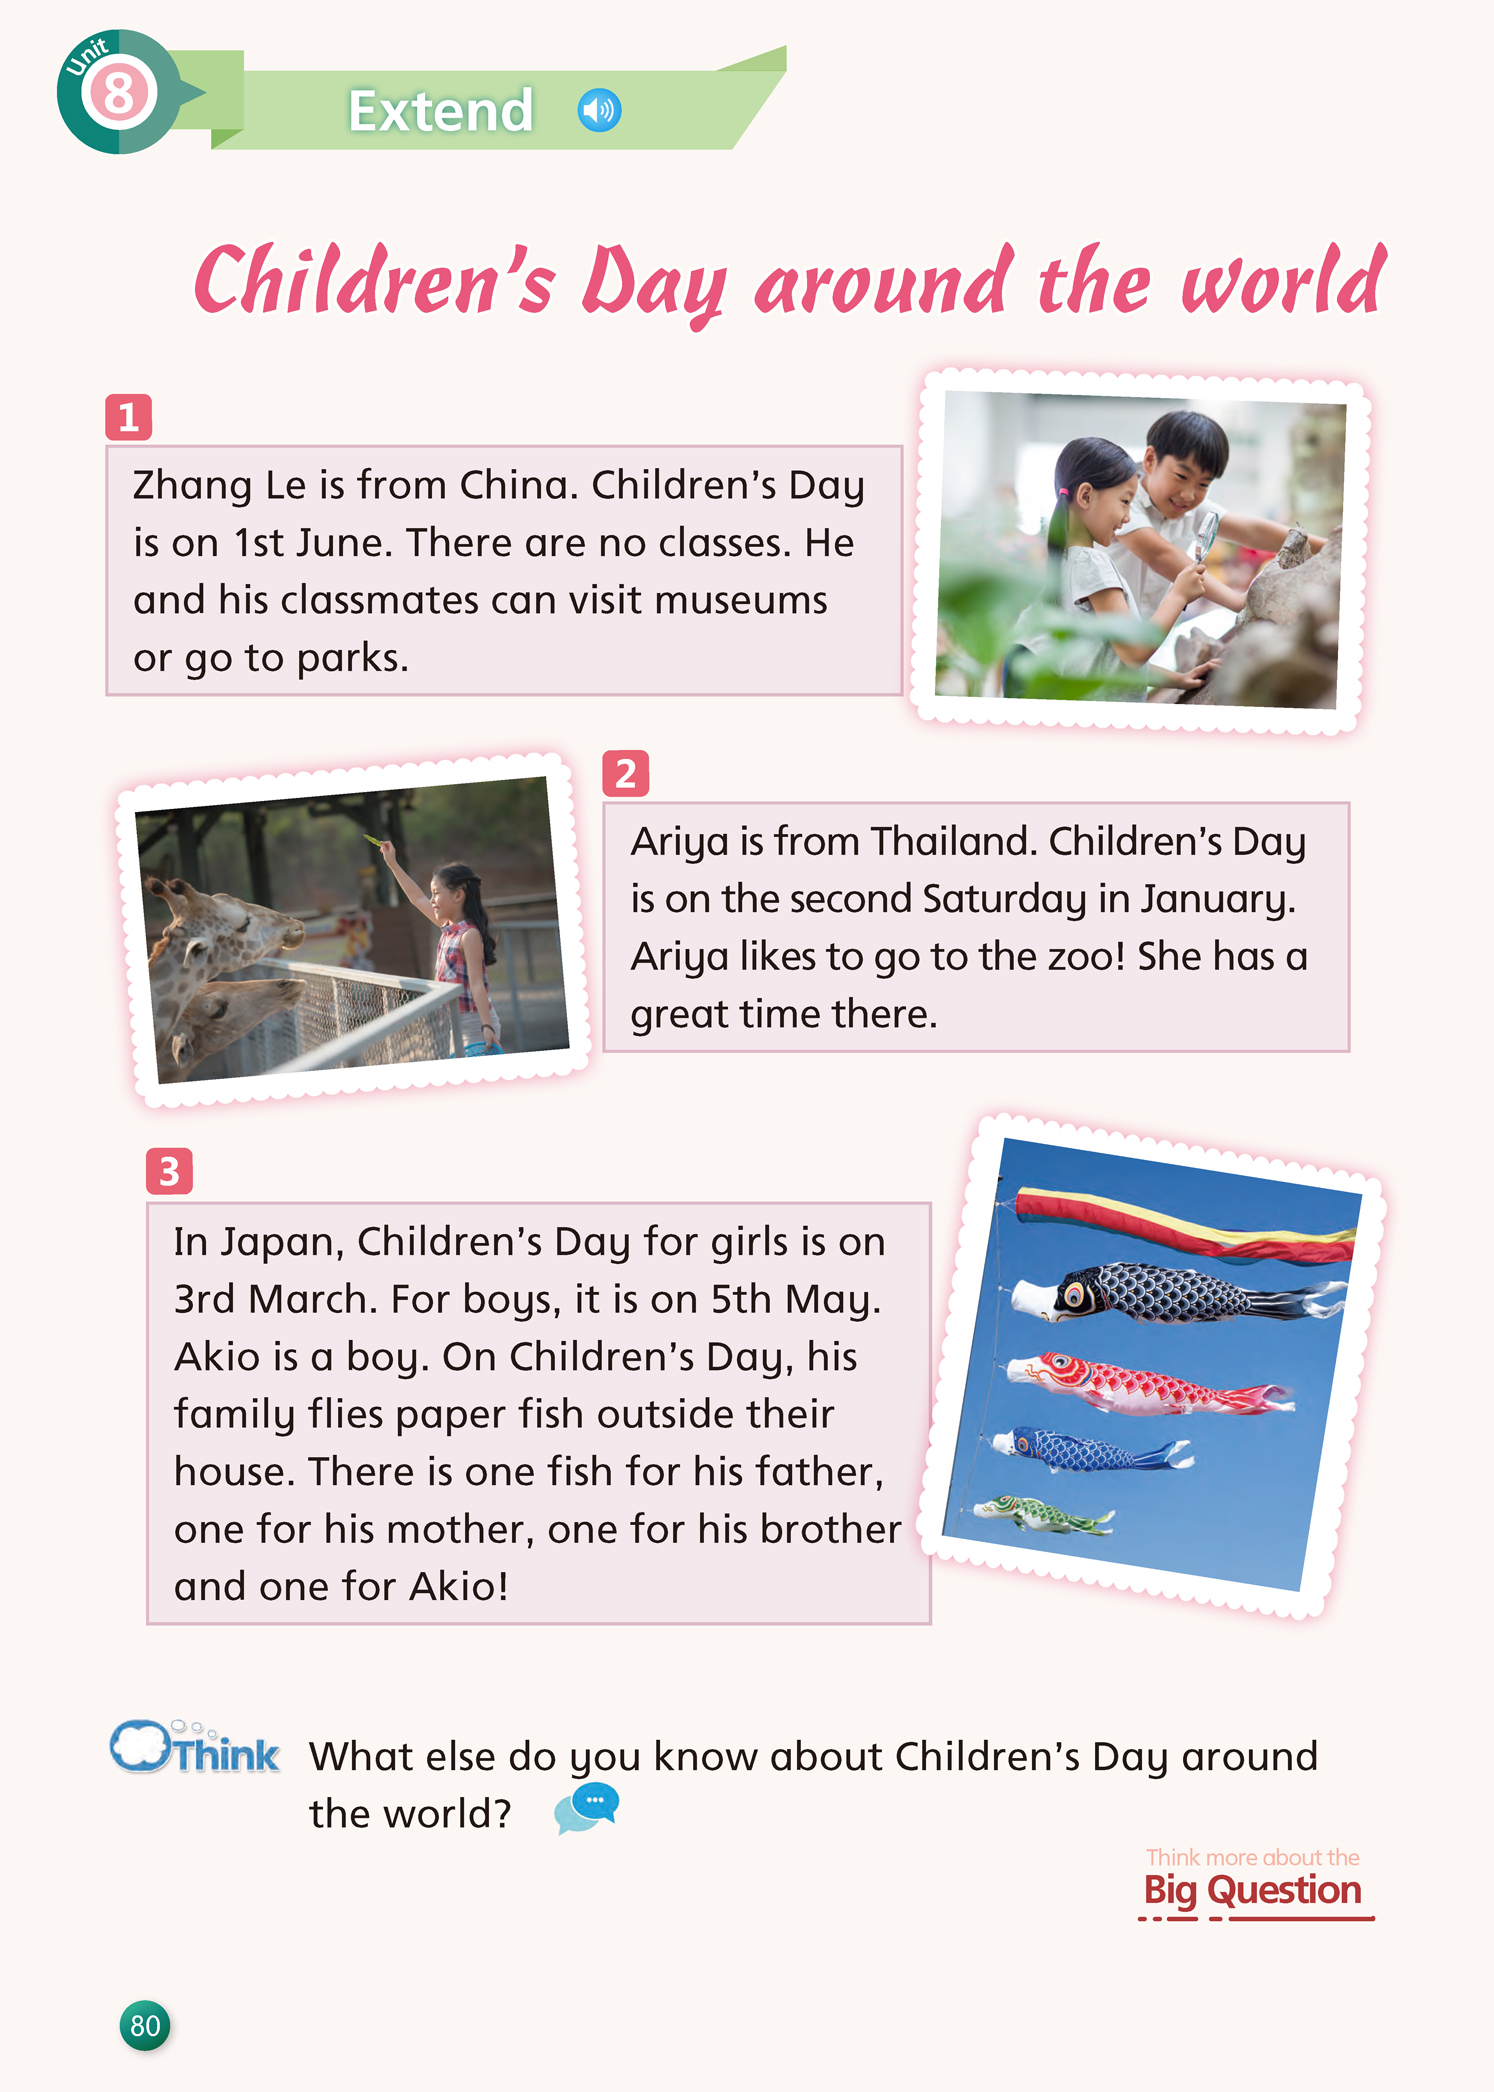 Unit
8
Extend
Children's Day around the world
1
Zhang Le is from China. Children's Day
is on 1st June. There are no classes. He
and his classmates can visit museums
or go to parks.
2
Ariya is from Thailand. Children's Day
is on the second Saturday in January.
Ariya likes to go to the zoo! She has a
great time there.
3
In Japan, Children's Day for girls is on
3rd March. For boys, it is on 5th May.
Akio is a boy. On Children's Day, his
family flies paper fish outside their
house. There is one fish for his father,
one for his mother, one for his brother
and one for Akio!
Think
What else do you know about Children's Day around
the world?
Think more about the
Big Question
80